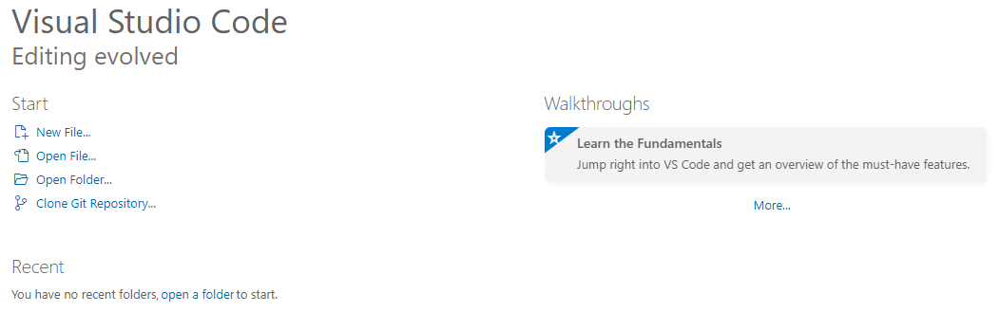 Visual Studio Code
Editing evolved
Start
New File...
Open File...
Open Folder...
Clone Git Repository...
Recent
You have no recent folders, open a folder to start.
Walkthroughs
Learn the Fundamentals
Jump right into VS Code and get an overview of the must-have features.
More...